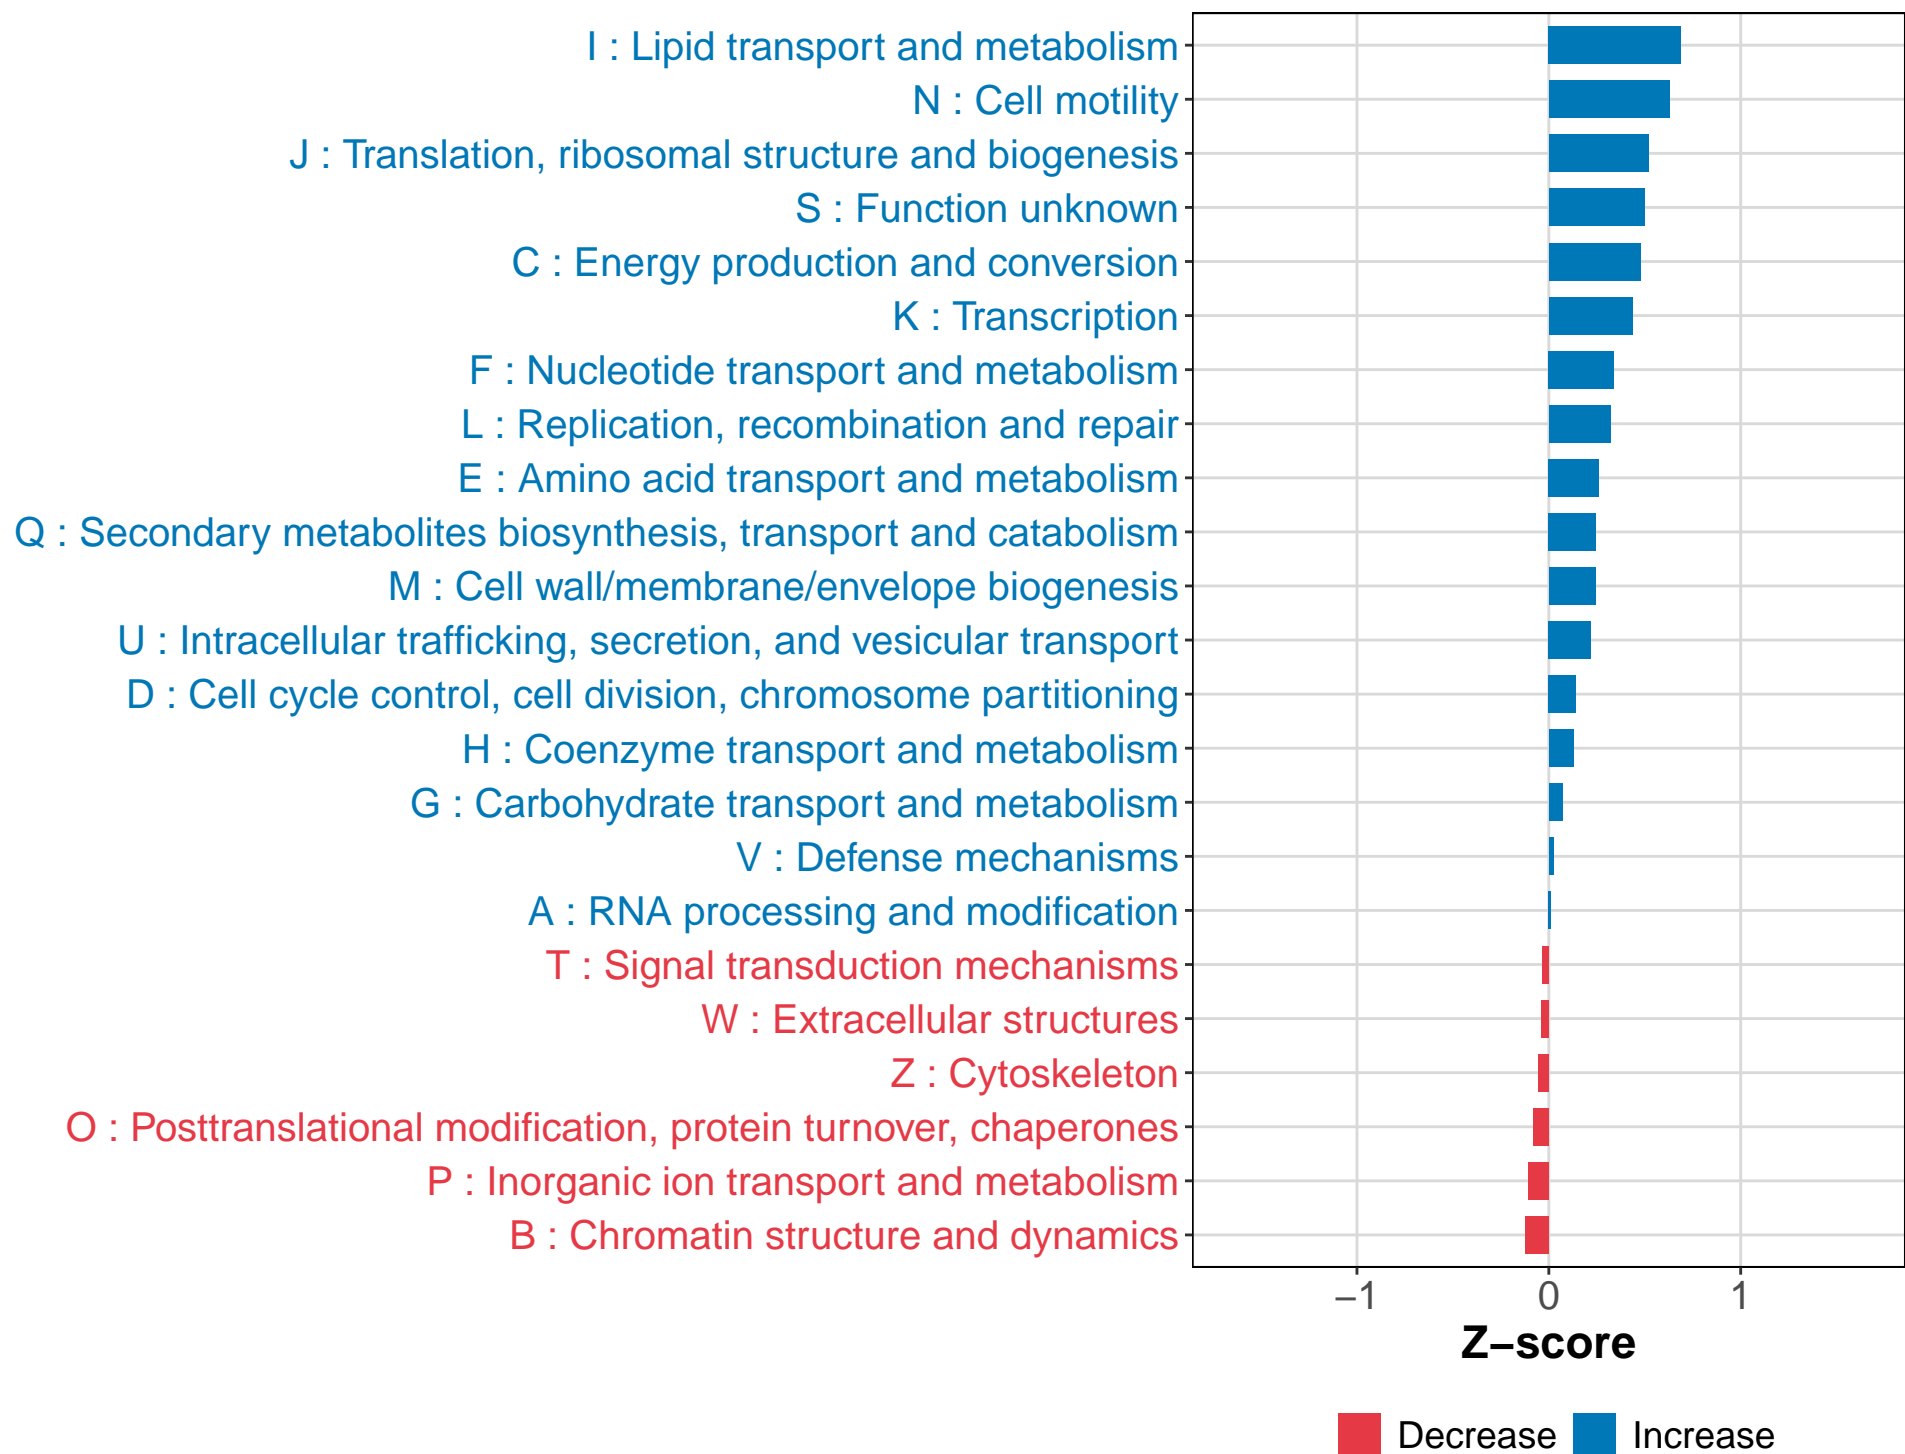 I : Lipid transport and metabolism
N : Cell motility
J : Translation, ribosomal structure and biogenesis
S : Function unknown
C : Energy production and conversion
K : Transcription
F : Nucleotide transport and metabolism
L : Replication, recombination and repair
E : Amino acid transport and metabolism
Q : Secondary metabolites biosynthesis, transport and catabolism
M : Cell wall/membrane/envelope biogenesis
U : Intracellular trafficking, secretion, and vesicular transport
D : Cell cycle control, cell division, chromosome partitioning
H : Coenzyme transport and metabolism
G : Carbohydrate transport and metabolism
V : Defense mechanisms
A : RNA processing and modification
T : Signal transduction mechanisms
W : Extracellular structures
Z : Cytoskeleton
O : Posttranslational modification, protein turnover, chaperones
P : Inorganic ion transport and metabolism
B : Chromatin structure and dynamics
−1 0 1
Z−score
Decrease Increase